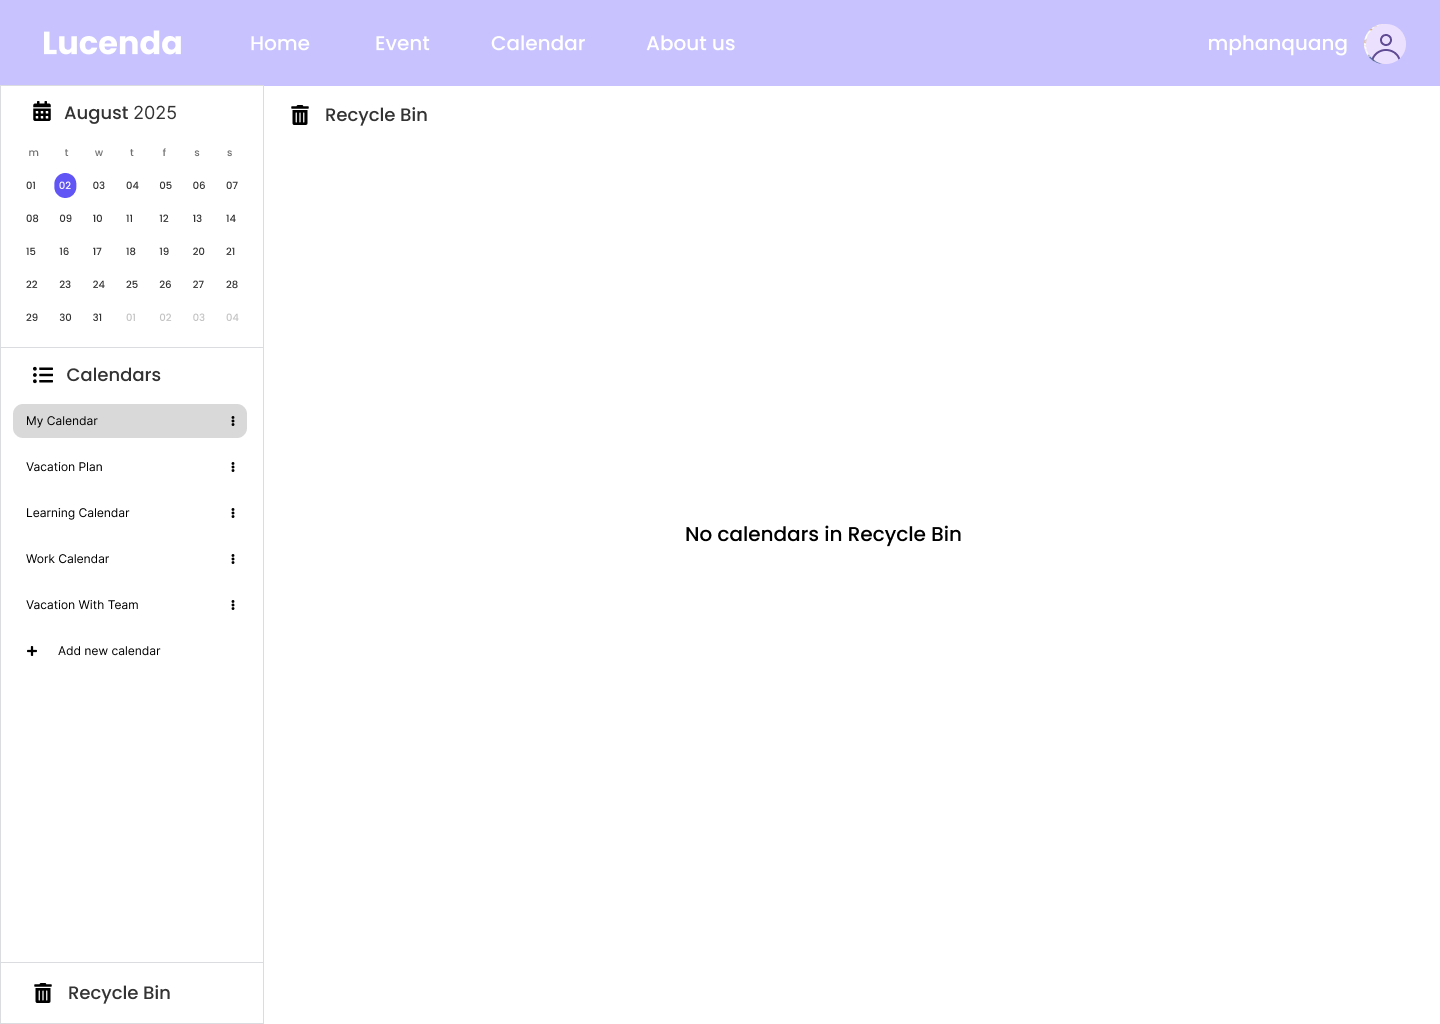 Lucenda Home Event Calendar About us mphanquang
August 2025
m t w t f s s
01 02 03 04 05 06 07
08 09 10 11 12 13 14
15 16 17 18 19 20 21
22 23 24 25 26 27 28
29 30 31 01 02 03 04
Calendars
My Calendar
Vacation Plan
Learning Calendar
Work Calendar
Vacation With Team
Add new calendar
Recycle Bin
Recycle Bin
No calendars in Recycle Bin